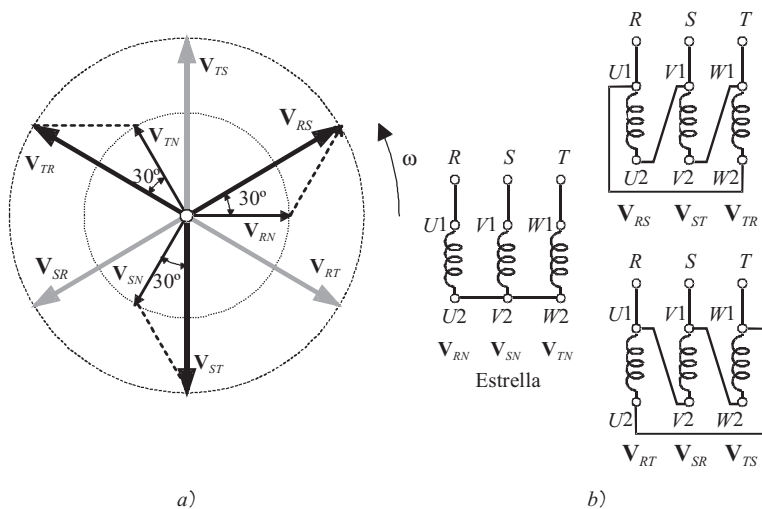 V_TS
V_RS
V_TN
V_TR
30º
30º
V_RN
ω
V_SR
V_SN
30º
V_RT
V_ST
a)
R S T
U1 V1 W1
U2 V2 W2
V_RN V_SN V_TN
Estrella
R S T
U1 V1 W1
U2 V2 W2
V_RS V_ST V_TR
R S T
U1 V1 W1
U2 V2 W2
V_RT V_SR V_TS
b)